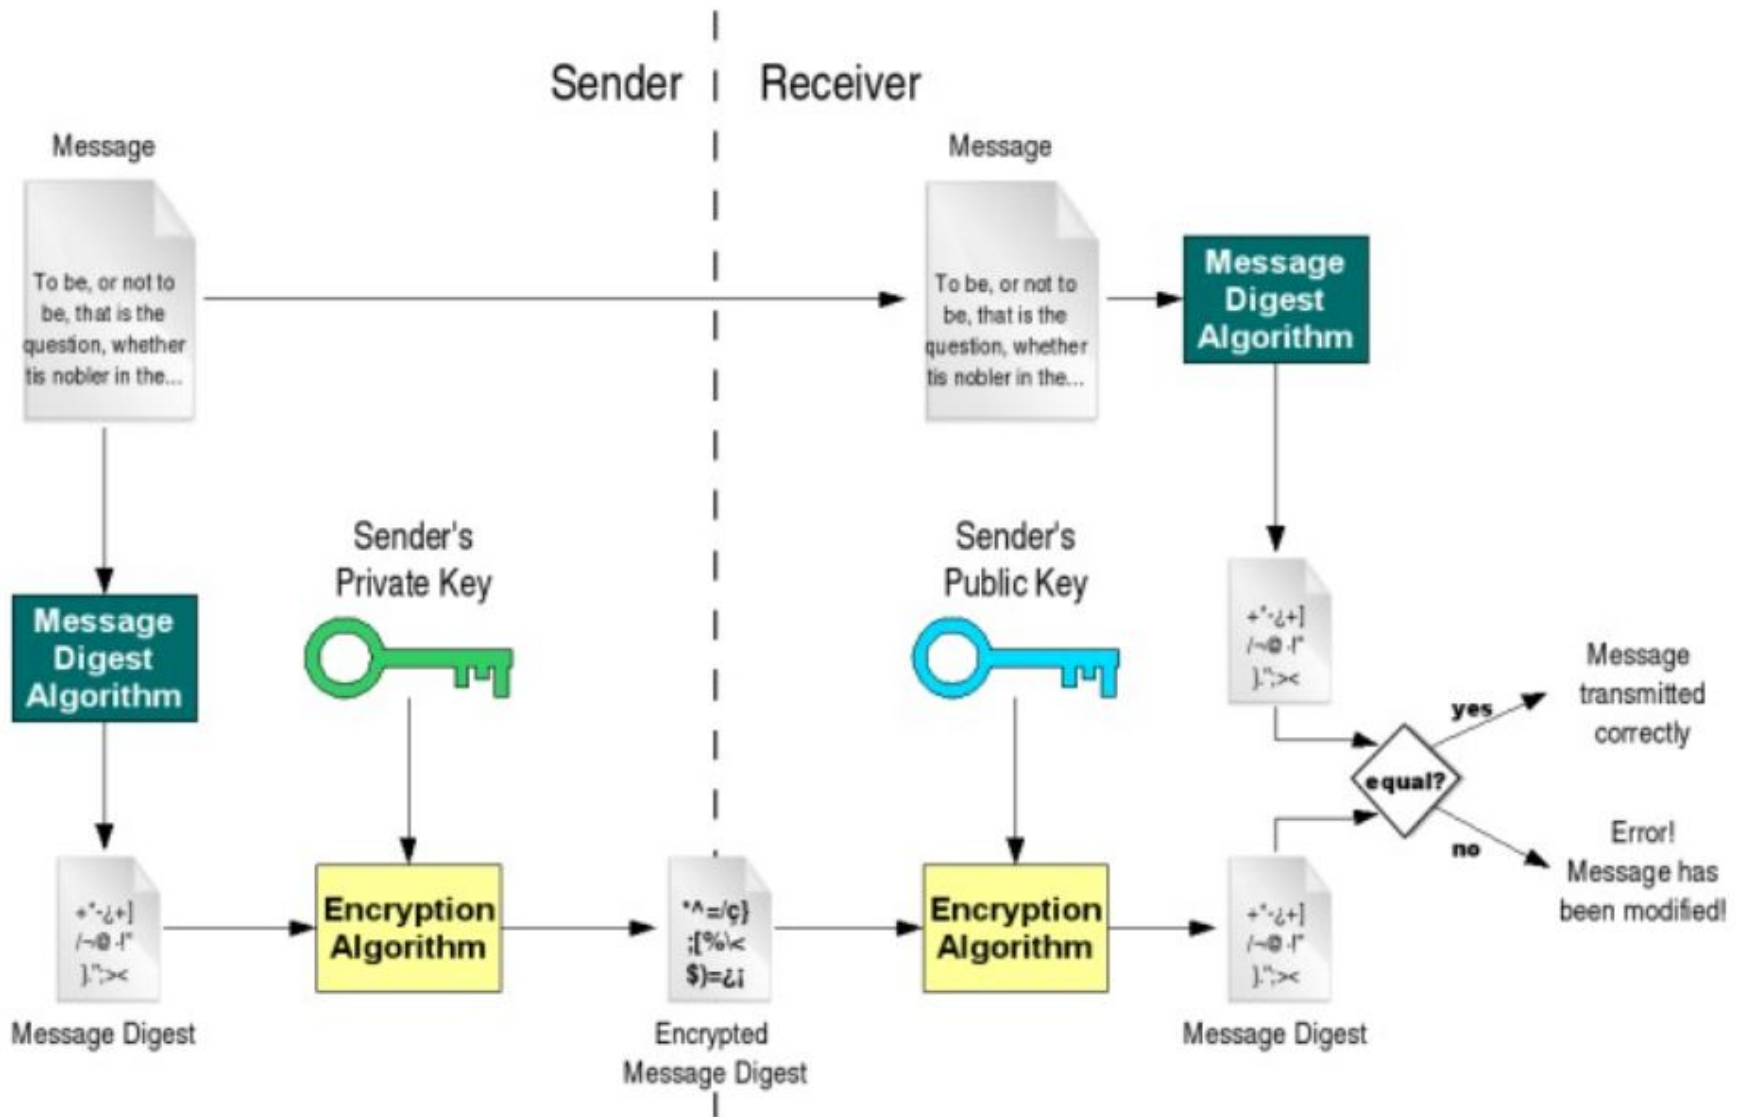 Sender
Receiver
Message
To be, or not to
be, that is the
question, whether
tis nobler in the...
Message
To be, or not to
be, that is the
question, whether
tis nobler in the...
Message
Digest
Algorithm
Sender's
Private Key
Sender's
Public Key
Message
Digest
Algorithm
+*-¿+]
/¬@-!"
}.";><
Message
transmitted
correctly
yes
equal?
no
Error!
Message has
been modified!
+*-¿+]
/¬@-!"
}.";><
Message Digest
Encryption
Algorithm
*^=/ç}
;[%\<
$)=¿¡
Encrypted
Message Digest
Encryption
Algorithm
+*-¿+]
/¬@-!"
}.";><
Message Digest